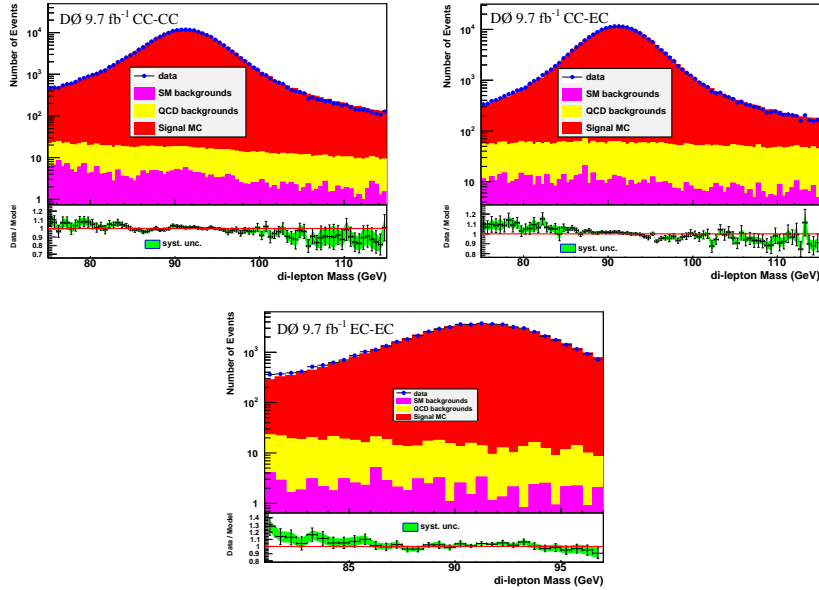 DØ 9.7 fb⁻¹ CC-CC
Number of Events
10⁴
10³
10²
10
1
data
SM backgrounds
QCD backgrounds
Signal MC
Data / Model
1.2
1.1
1
0.9
0.8
0.7
syst. unc.
80
90
100
110
di-lepton Mass (GeV)
DØ 9.7 fb⁻¹ CC-EC
Number of Events
10⁴
10³
10²
10
data
SM backgrounds
QCD backgrounds
Signal MC
Data / Model
1.2
1.1
1
0.9
0.8
syst. unc.
80
90
100
110
di-lepton Mass (GeV)
DØ 9.7 fb⁻¹ EC-EC
Number of Events
10³
10²
10
1
data
SM backgrounds
QCD backgrounds
Signal MC
Data / Model
1.4
1.3
1.2
1.1
1
0.9
0.8
syst. unc.
85
90
95
di-lepton Mass (GeV)